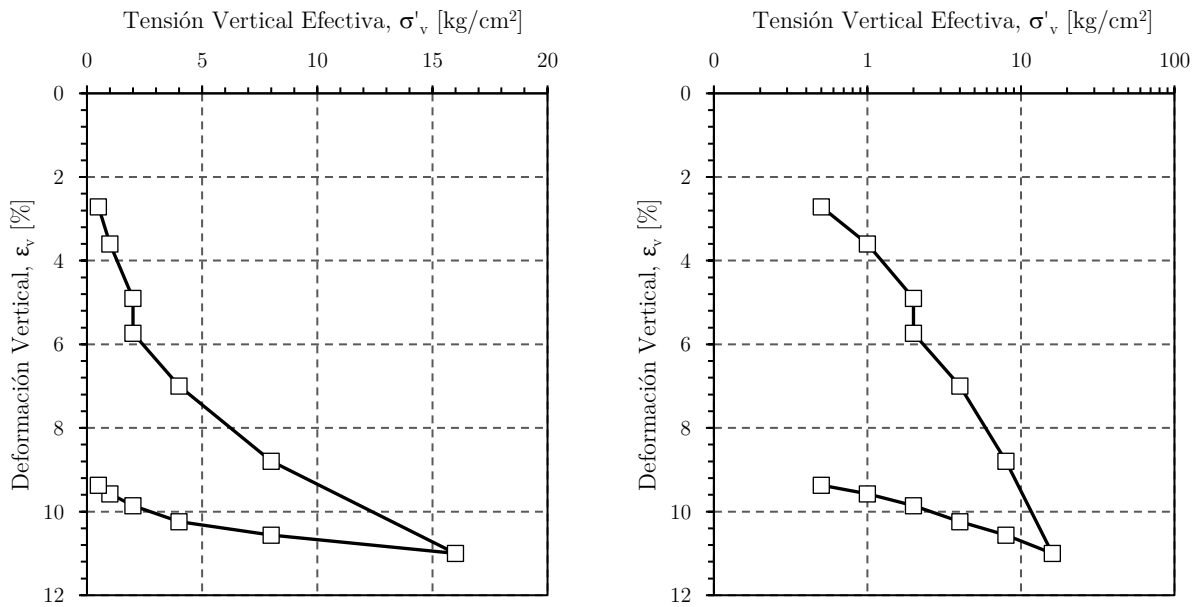 Tensión Vertical Efectiva, σ'v [kg/cm²]
0 5 10 15 20
0
2
4
6
8
10
12
Deformación Vertical, εv [%]
Tensión Vertical Efectiva, σ'v [kg/cm²]
0 1 10 100
0
2
4
6
8
10
12
Deformación Vertical, εv [%]